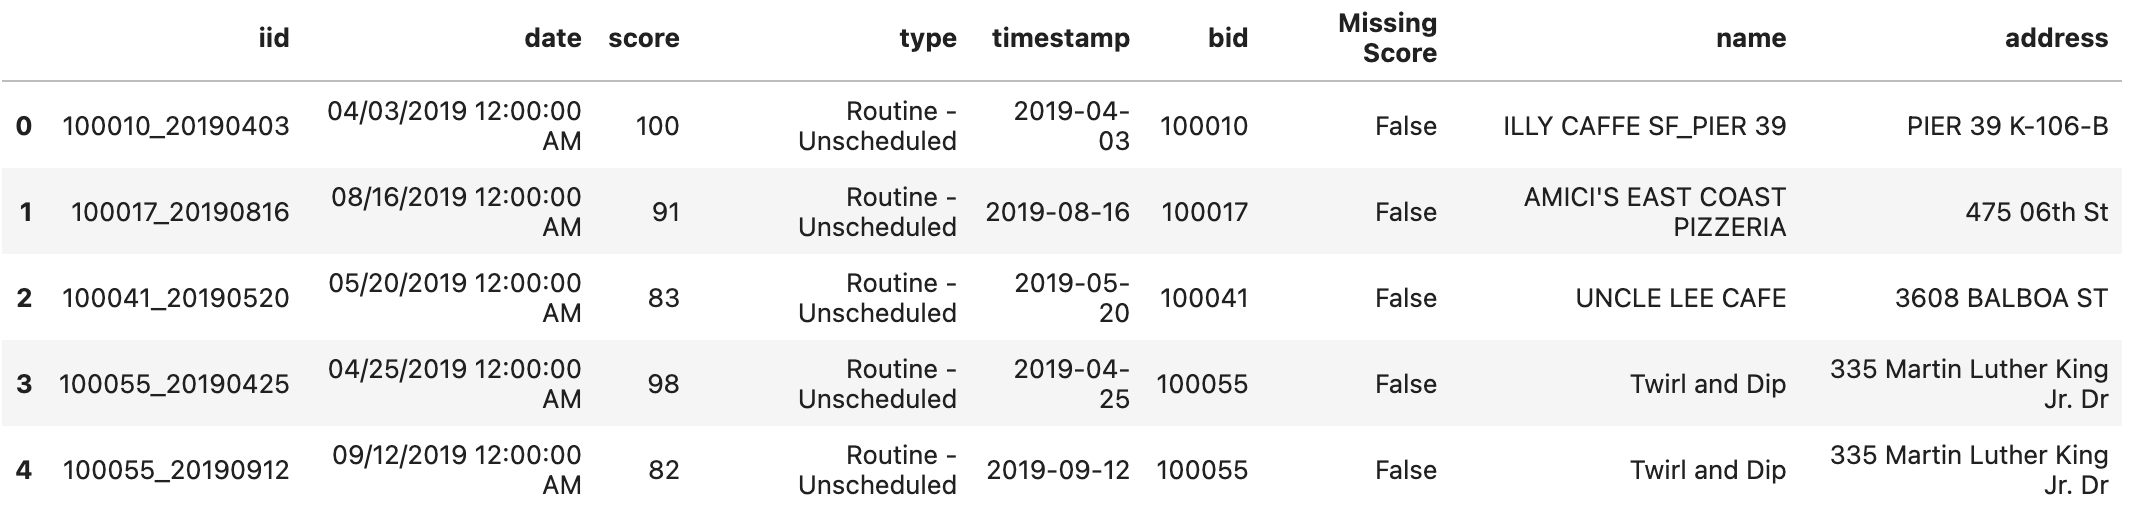 iid date score type timestamp bid Missing Score name address
0 100010_20190403 04/03/2019 12:00:00 AM 100 Routine - Unscheduled 2019-04-03 100010 False ILLY CAFFE SF_PIER 39 PIER 39 K-106-B
1 100017_20190816 08/16/2019 12:00:00 AM 91 Routine - Unscheduled 2019-08-16 100017 False AMICI'S EAST COAST PIZZERIA 475 06th St
2 100041_20190520 05/20/2019 12:00:00 AM 83 Routine - Unscheduled 2019-05-20 100041 False UNCLE LEE CAFE 3608 BALBOA ST
3 100055_20190425 04/25/2019 12:00:00 AM 98 Routine - Unscheduled 2019-04-25 100055 False Twirl and Dip 335 Martin Luther King Jr. Dr
4 100055_20190912 09/12/2019 12:00:00 AM 82 Routine - Unscheduled 2019-09-12 100055 False Twirl and Dip 335 Martin Luther King Jr. Dr